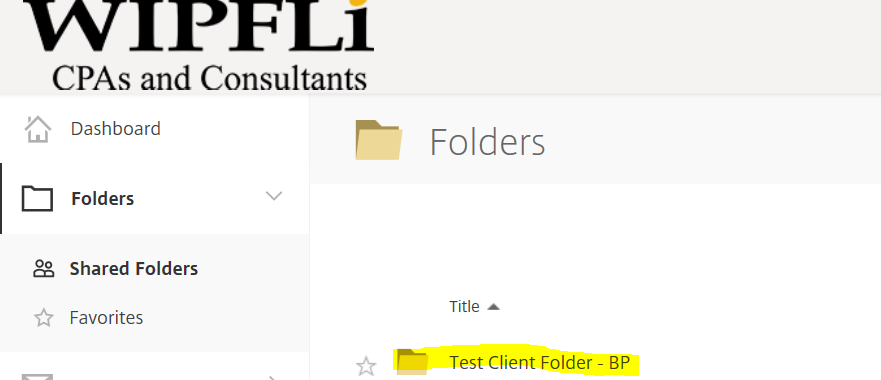 WIPFLi
CPAs and Consultants
Dashboard
Folders
Shared Folders
Favorites
Folders
Title
Test Client Folder - BP